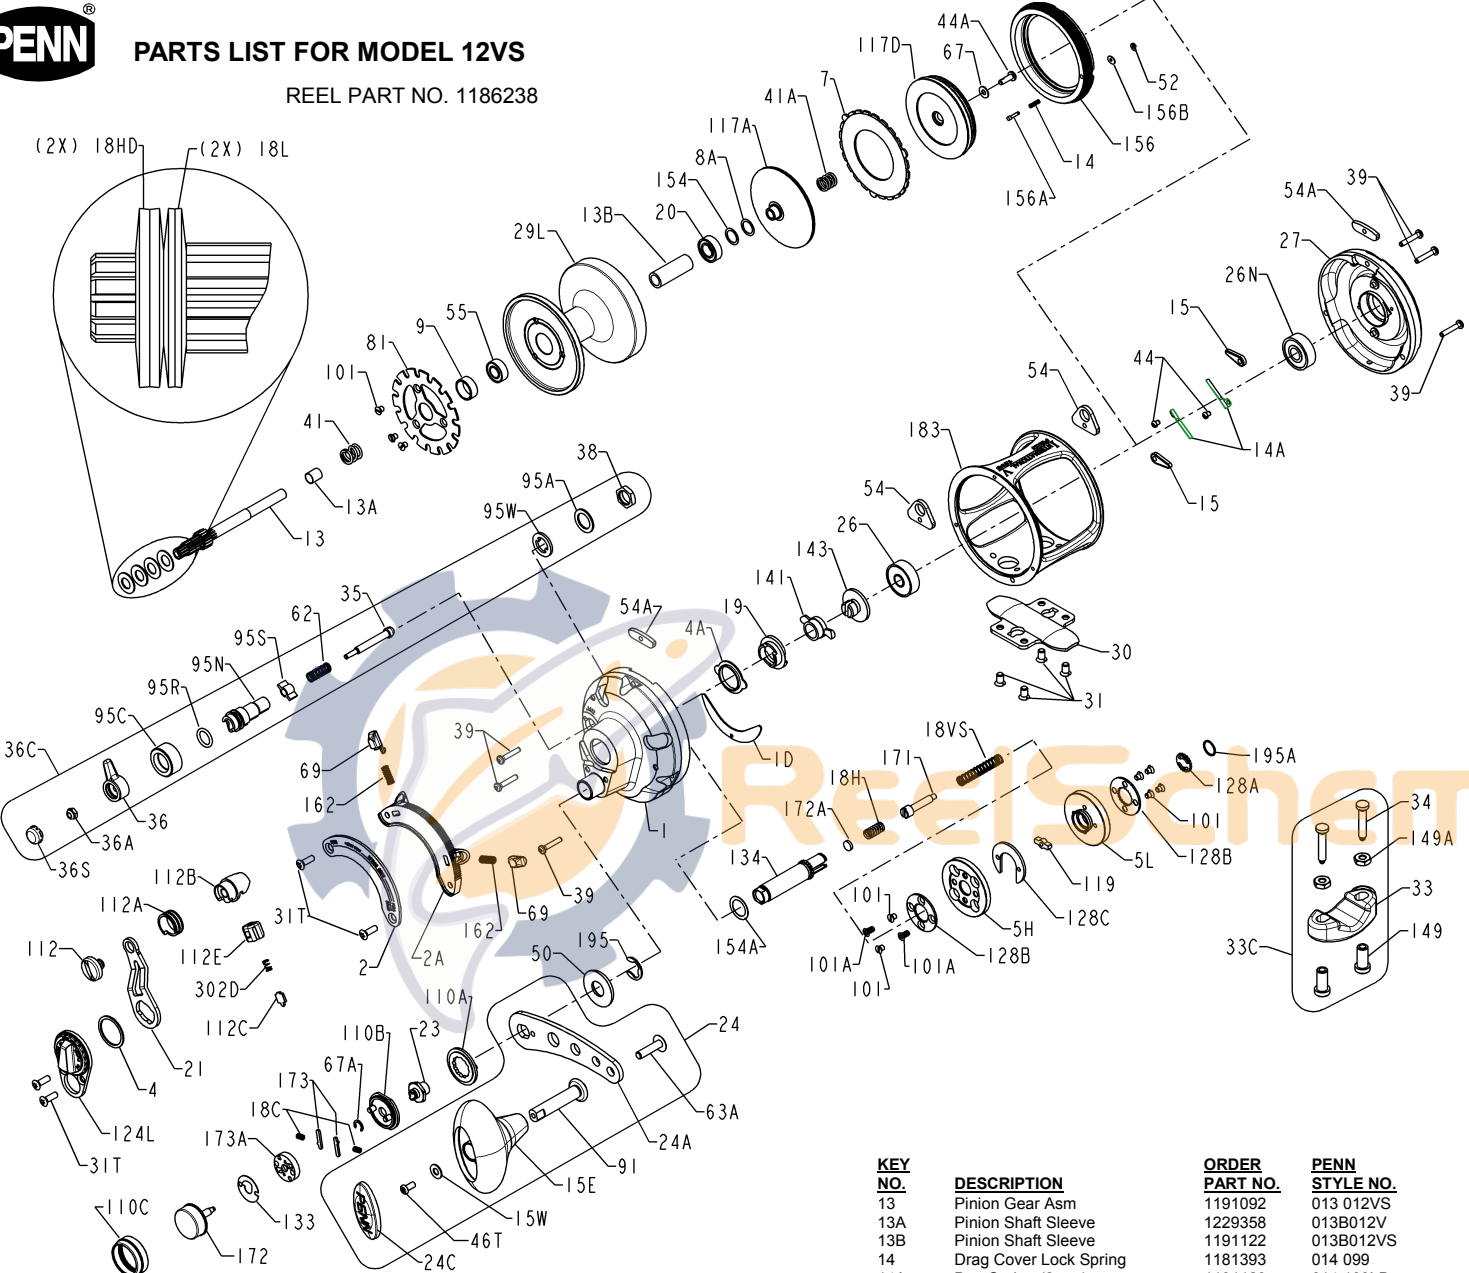 PENN ®
PARTS LIST FOR MODEL 12VS
REEL PART NO. 1186238
(2X) 18HD
(2X) 18L
44A
117D
67
7
41A
117A
8A
154
20
13B
29L
55
9
81
101
41
13A
13
52
156B
156
14
156A
39
54A
27
26N
15
39
44
54
14A
15
183
54
26
143
141
19
4A
54A
38
95A
95W
35
62
95S
95N
95R
95C
36C
36
36A
36S
30
31
1D
39
69
162
1
18VS
171
18H
172A
134
154A
195A
128A
101
128B
5L
119
128C
5H
101
128B
101A
101A
101
34
149A
33
149
33C
ReelSchem
112B
112A
112
112E
302D
112C
31T
2
2A
162
69
39
50
195
110A
24
21
4
124L
31T
23
110B
67A
173
18C
173A
63A
24A
91
15E
15W
46T
24C
PENN
133
172
110C
KEY NO. DESCRIPTION ORDER PART NO. PENN STYLE NO.
13 Pinion Gear Asm 1191092 013 012VS
13A Pinion Shaft Sleeve 1229358 013B012V
13B Pinion Shaft Sleeve 1191122 013B012VS
14 Drag Cover Lock Spring 1181393 014 099